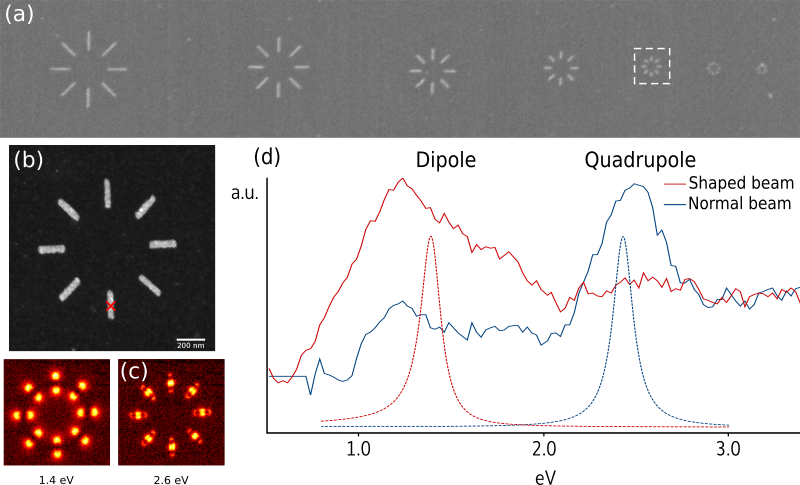 (a)
(b)
200 nm
(c)
1.4 eV
2.6 eV
(d)
Dipole
Quadrupole
a.u.
Shaped beam
Normal beam
1.0
2.0
3.0
eV